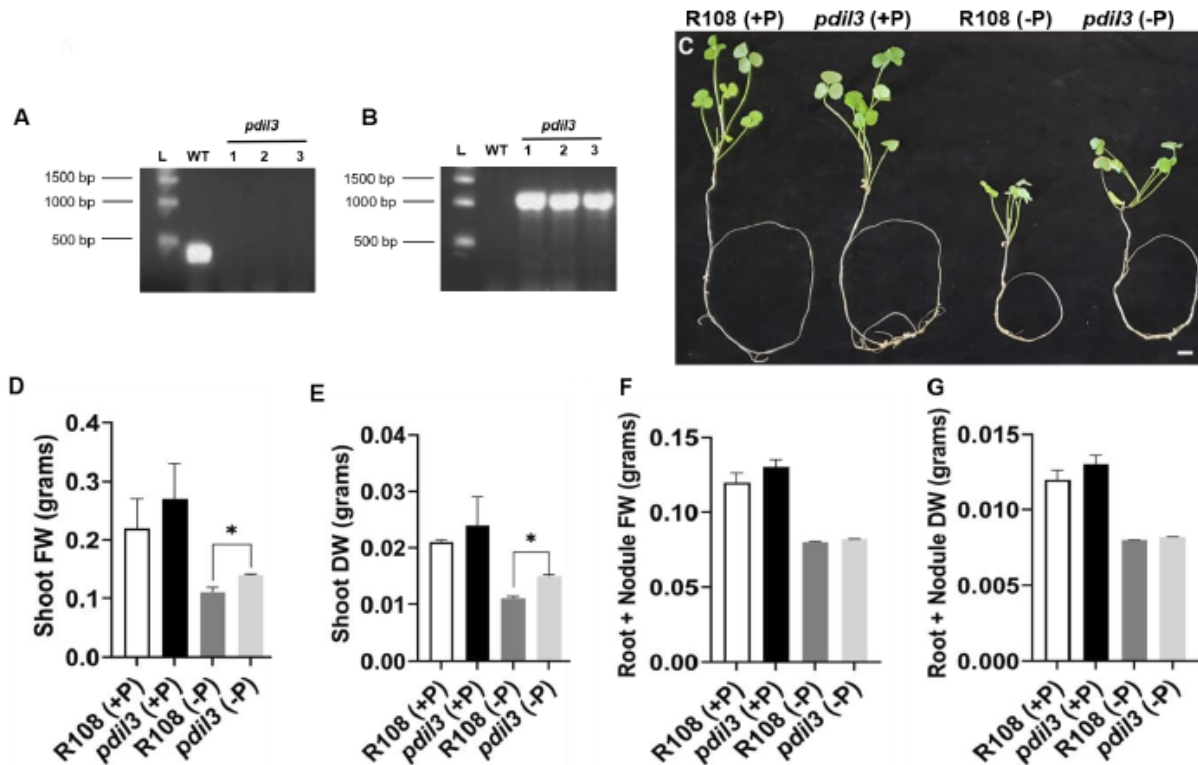 R108 (+P) pdil3 (+P) R108 (-P) pdil3 (-P)
C
A
pdil3
L WT 1 2 3
1500 bp
1000 bp
500 bp
B
pdil3
L WT 1 2 3
1500 bp
1000 bp
500 bp
D
Shoot FW (grams)
0.4
0.3
0.2
0.1
0.0
*
R108 (+P)
pdil3 (+P)
R108 (-P)
pdil3 (-P)
E
Shoot DW (grams)
0.04
0.03
0.02
0.01
0.00
*
R108 (+P)
pdil3 (+P)
R108 (-P)
pdil3 (-P)
F
Root + Nodule FW (grams)
0.15
0.10
0.05
0.00
R108 (+P)
pdil3 (+P)
R108 (-P)
pdil3 (-P)
G
Root + Nodule DW (grams)
0.015
0.010
0.005
0.000
R108 (+P)
pdil3 (+P)
R108 (-P)
pdil3 (-P)